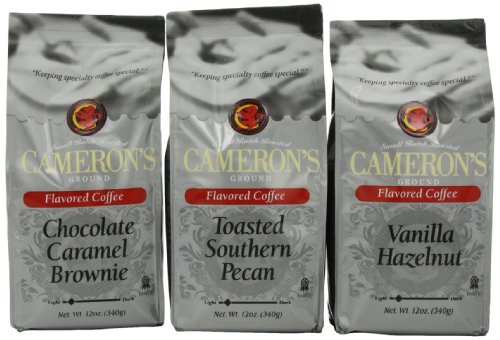 "Keeping specialty coffee special."
Small Batch Roasted
CAMERON'S
GROUND
Flavored Coffee
Chocolate
Caramel
Brownie
Light Dark
Net. Wt. 12oz. (340g)
"Keeping specialty coffee special."
Small Batch Roasted
CAMERON'S
GROUND
Flavored Coffee
Toasted
Southern
Pecan
Light Dark
Net. Wt. 12oz. (340g)
"Keeping specialty coffee special."
Small Batch Roasted
CAMERON'S
GROUND
Flavored Coffee
Vanilla
Hazelnut
Light Dark
Net. Wt. 12oz. (340g)